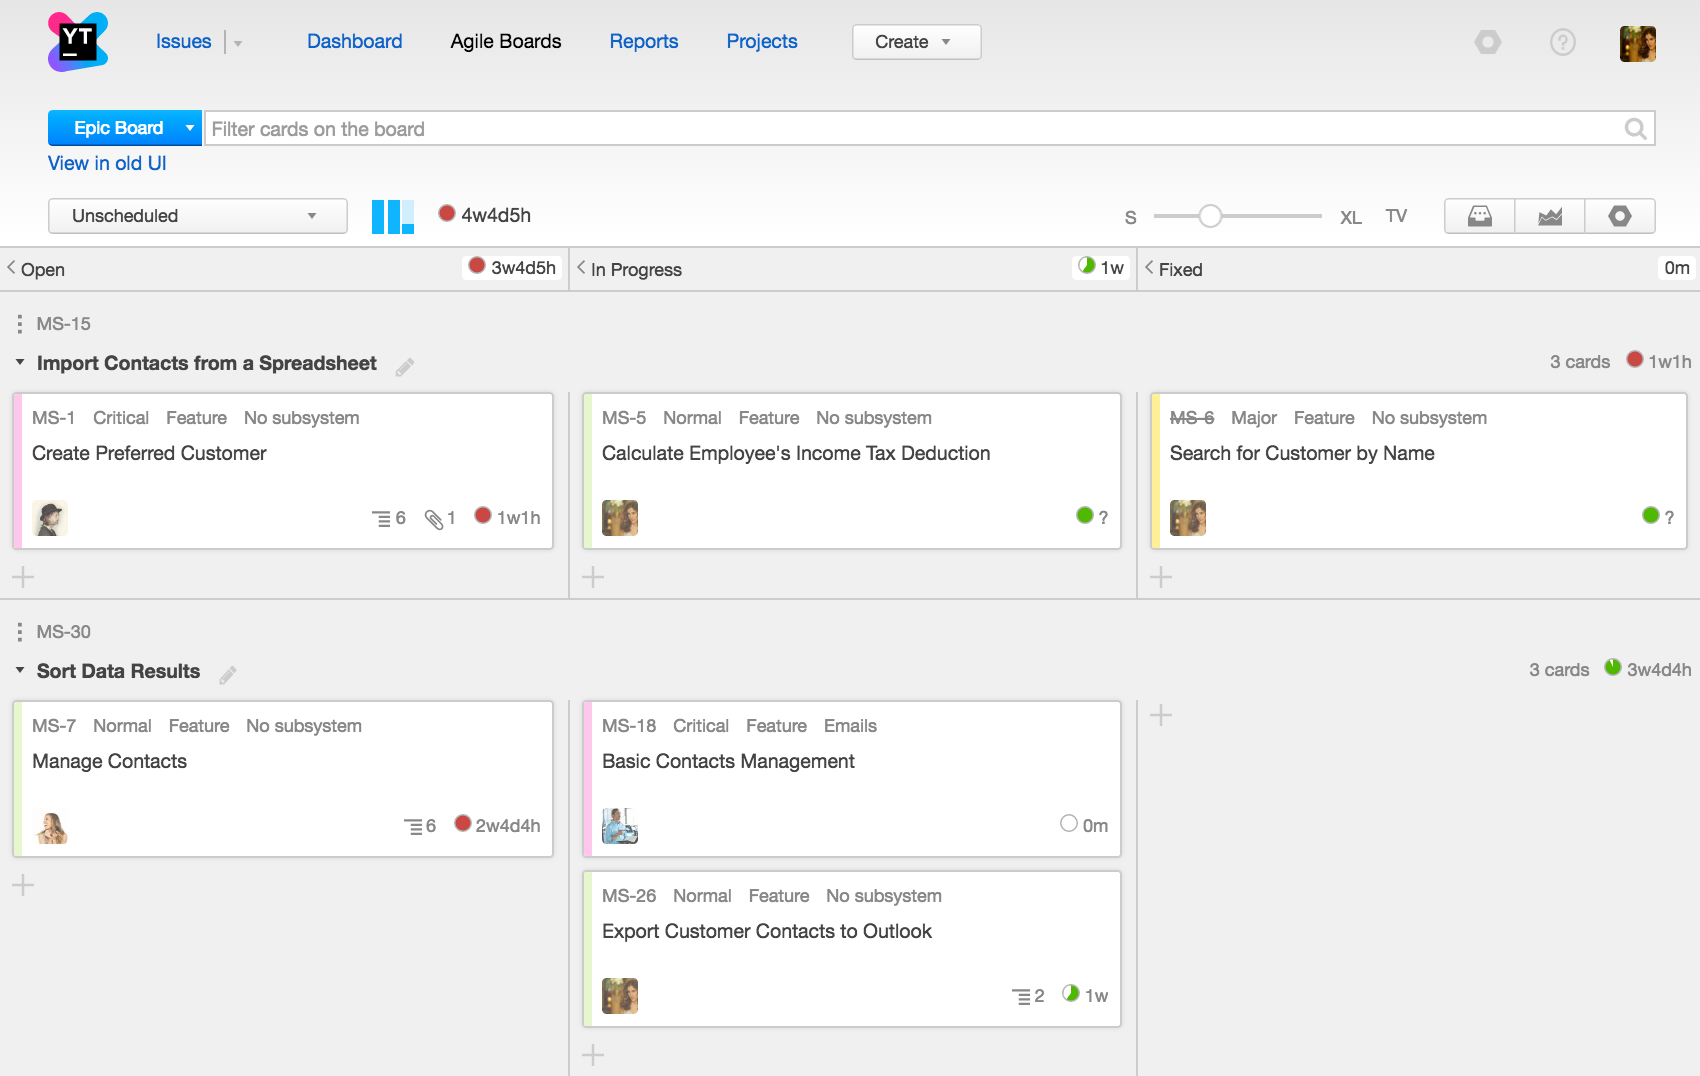 YT
Issues Dashboard Agile Boards Reports Projects Create
Epic Board Filter cards on the board
View in old UI
Unscheduled 4w4d5h S XL TV
Open 3w4d5h In Progress 1w Fixed 0m
MS-15
Import Contacts from a Spreadsheet 3 cards 1w1h
MS-1 Critical Feature No subsystem
Create Preferred Customer
6 1 1w1h
MS-5 Normal Feature No subsystem
Calculate Employee's Income Tax Deduction
?
MS-6 Major Feature No subsystem
Search for Customer by Name
?
MS-30
Sort Data Results 3 cards 3w4d4h
MS-7 Normal Feature No subsystem
Manage Contacts
6 2w4d4h
MS-18 Critical Feature Emails
Basic Contacts Management
0m
MS-26 Normal Feature No subsystem
Export Customer Contacts to Outlook
2 1w